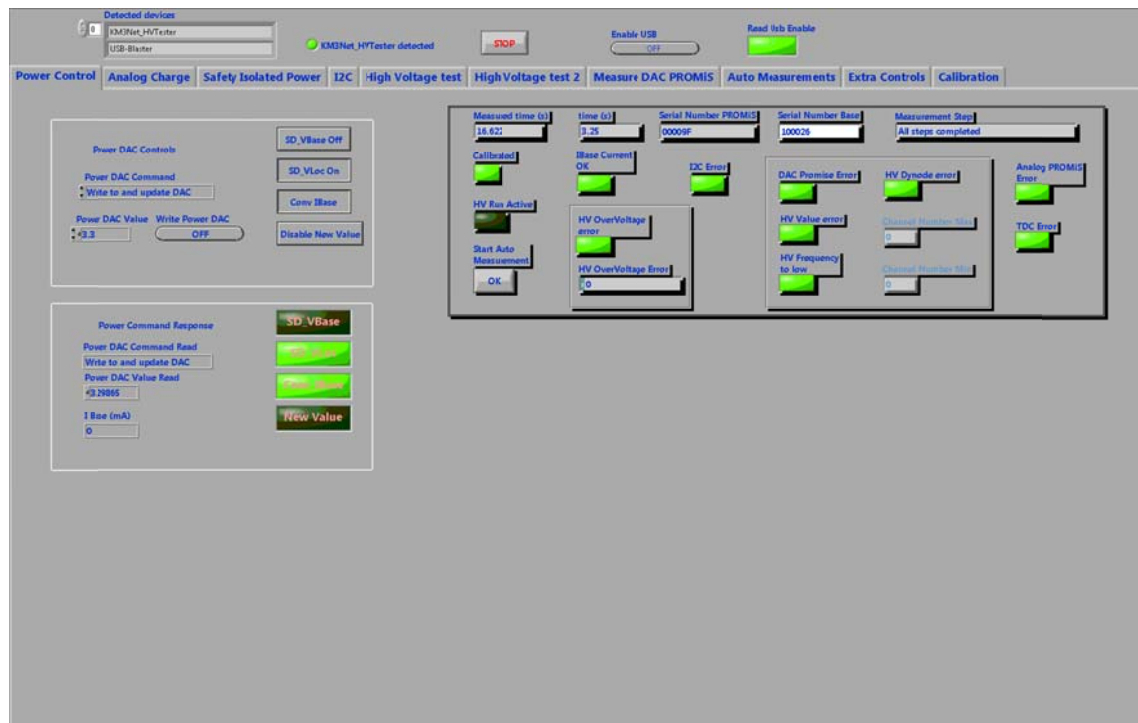 Detected devices
0
KM3Net_HVTester
USB-Blaster
KM3Net_HVTester detected
STOP
Enable USB
OFF
Read Usb Enable
Power Control
Analog Charge
Safety Isolated Power
I2C
High Voltage test
High Voltage test 2
Measure DAC PROMiS
Auto Measurements
Extra Controls
Calibration
Power DAC Controls
Power DAC Command
Write to and update DAC
Powe DAC Value
Write Power DAC
3.3
OFF
SD_VBase Off
SD_VLoc On
Conv IBase
Disable New Value
Power Command Response
Power DAC Command Read
Write to and update DAC
Power DAC Value Read
I Base (mA)
0
SD_VBase
New Value
Measued time (s)
16.622
time (s)
3.25
Serial Number PROMiS
00009F
Serial Number Base
100026
Measurement Step
All steps completed
Calibrated
IBase Current
OK
I2C Error
HV Run Active
HV OverVoltage
error
Start Auto
Measuement
OK
HV OverVoltage Error
0
DAC Promise Error
HV Dynode error
HV Value error
Channel Number Max
0
HV Frequency
to low
Channel Number Min
0
Analog PROMiS
Error
TDC Error